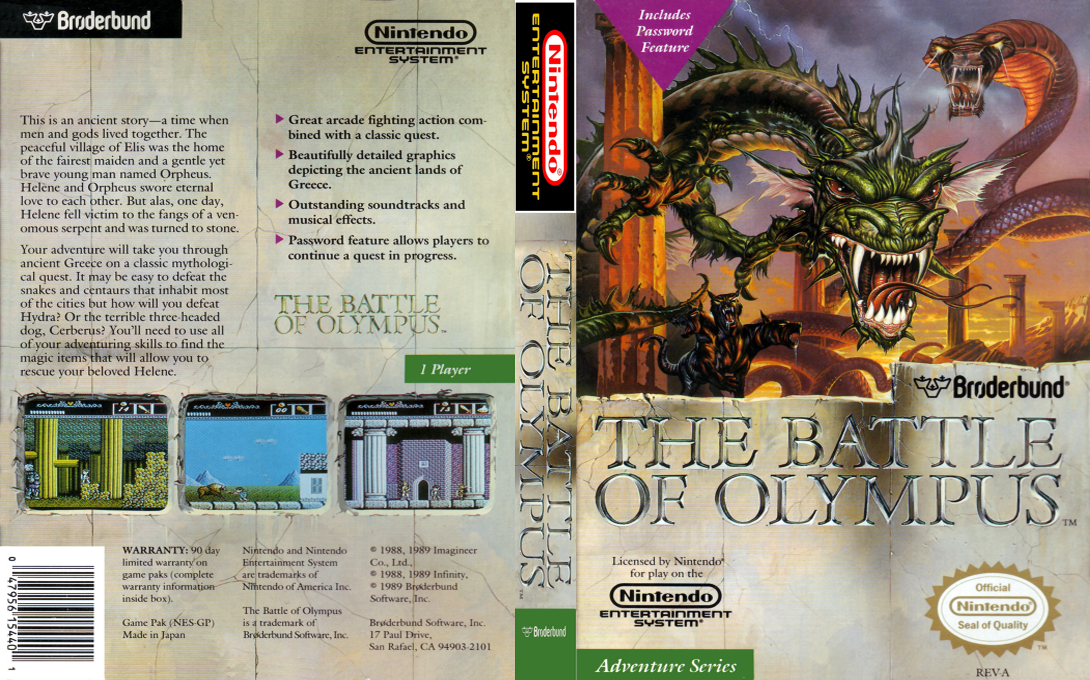 Brøderbund
Nintendo®
ENTERTAINMENT
SYSTEM®
This is an ancient story—a time when
men and gods lived together. The
peaceful village of Elis was the home
of the fairest maiden and a gentle yet
brave young man named Orpheus.
Helène and Orpheus swore eternal
love to each other. But alas, one day,
Helene fell victim to the fangs of a ven-
omous serpent and was turned to stone.
Your adventure will take you through
ancient Greece on a classic mythologi-
cal quest. It may be easy to defeat the
snakes and centaurs that inhabit most
of the cities but how will you defeat
Hydra? Or the terrible three-headed
dog, Cerberus? You'll need to use all
of your adventuring skills to find the
magic items that will allow you to
rescue your beloved Helene.
Great arcade fighting action com-
bined with a classic quest.
Beautifully detailed graphics
depicting the ancient lands of
Greece.
Outstanding soundtracks and
musical effects.
Password feature allows players to
continue a quest in progress.
THE BATTLE
OF OLYMPUS™
1 Player
0 47956 15440 1
WARRANTY: 90 day
limited warranty on
game paks (complete
warranty information
inside box).
Game Pak (NES-GP)
Made in Japan
Nintendo and Nintendo
Entertainment System
are trademarks of
Nintendo of America Inc.
The Battle of Olympus
is a trademark of
Brøderbund Software, Inc.
© 1988, 1989 Imagineer
Co., Ltd.,
© 1988, 1989 Infinity,
© 1989 Brøderbund
Software, Inc.
Brøderbund Software, Inc.
17 Paul Drive,
San Rafael, CA 94903-2101
Nintendo®
ENTERTAINMENT
SYSTEM®
THE BATTLE
OF OLYMPUS™
Brøderbund
Includes
Password
Feature
Brøderbund®
THE BATTLE
OF OLYMPUS™
Licensed by Nintendo®
for play on the
Nintendo®
ENTERTAINMENT
SYSTEM®
Official
Nintendo®
Seal of Quality
™
Adventure Series
REV-A